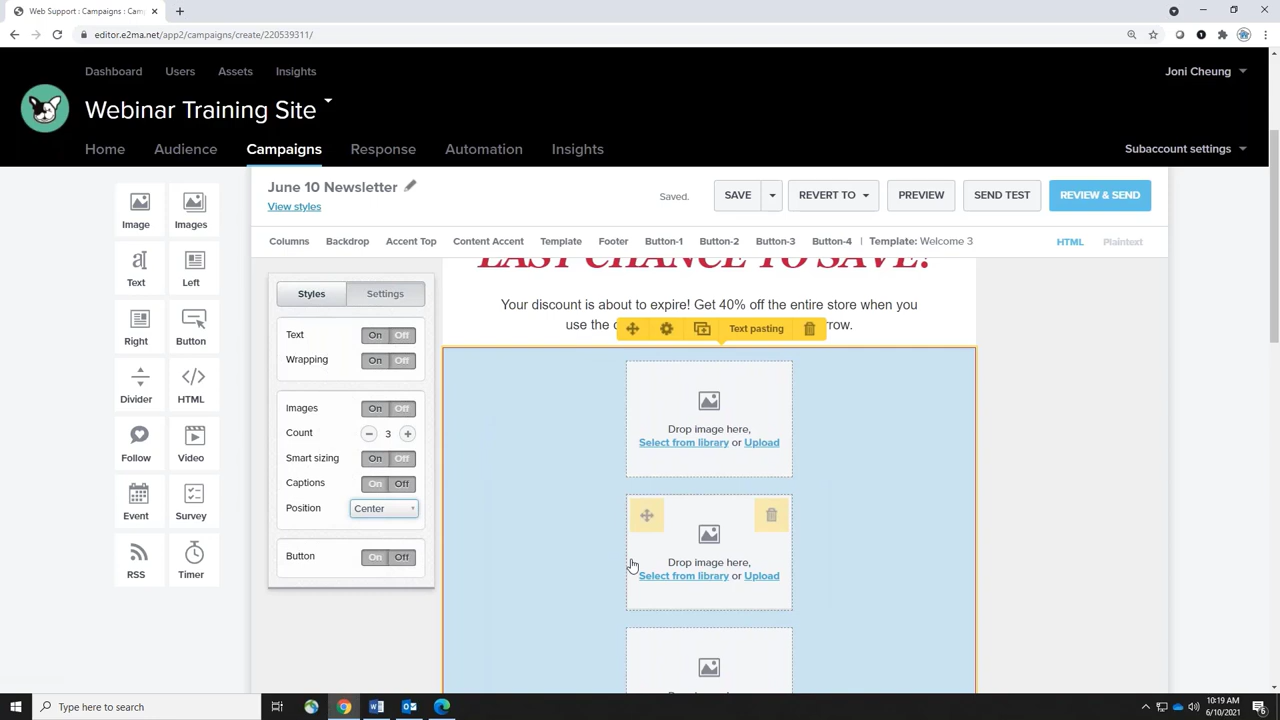 Web Support : Campaigns : Cam
editor.e2ma.net/app2/campaigns/create/220539311/
Dashboard Users Assets Insights
Joni Cheung
Webinar Training Site
Home Audience Campaigns Response Automation Insights
Subaccount settings
June 10 Newsletter
View styles
Saved.
SAVE
REVERT TO
PREVIEW
SEND TEST
REVIEW & SEND
Columns Backdrop Accent Top Content Accent Template Footer Button-1 Button-2 Button-3 Button-4 | Template: Welcome 3
HTML Plaintext
Image Images
Text Left
Right Button
Divider HTML
Follow Video
Event Survey
RSS Timer
Styles Settings
Text On Off
Wrapping On Off
Images On Off
Count 3
Smart sizing On Off
Captions On Off
Position Center
Button On Off
LAST CHANCE TO SAVE!
Your discount is about to expire! Get 40% off the entire store when you
use the
rrow.
Text pasting
Drop image here,
Select from library or Upload
Drop image here,
Select from library or Upload
Type here to search
10:19 AM
6/10/2021